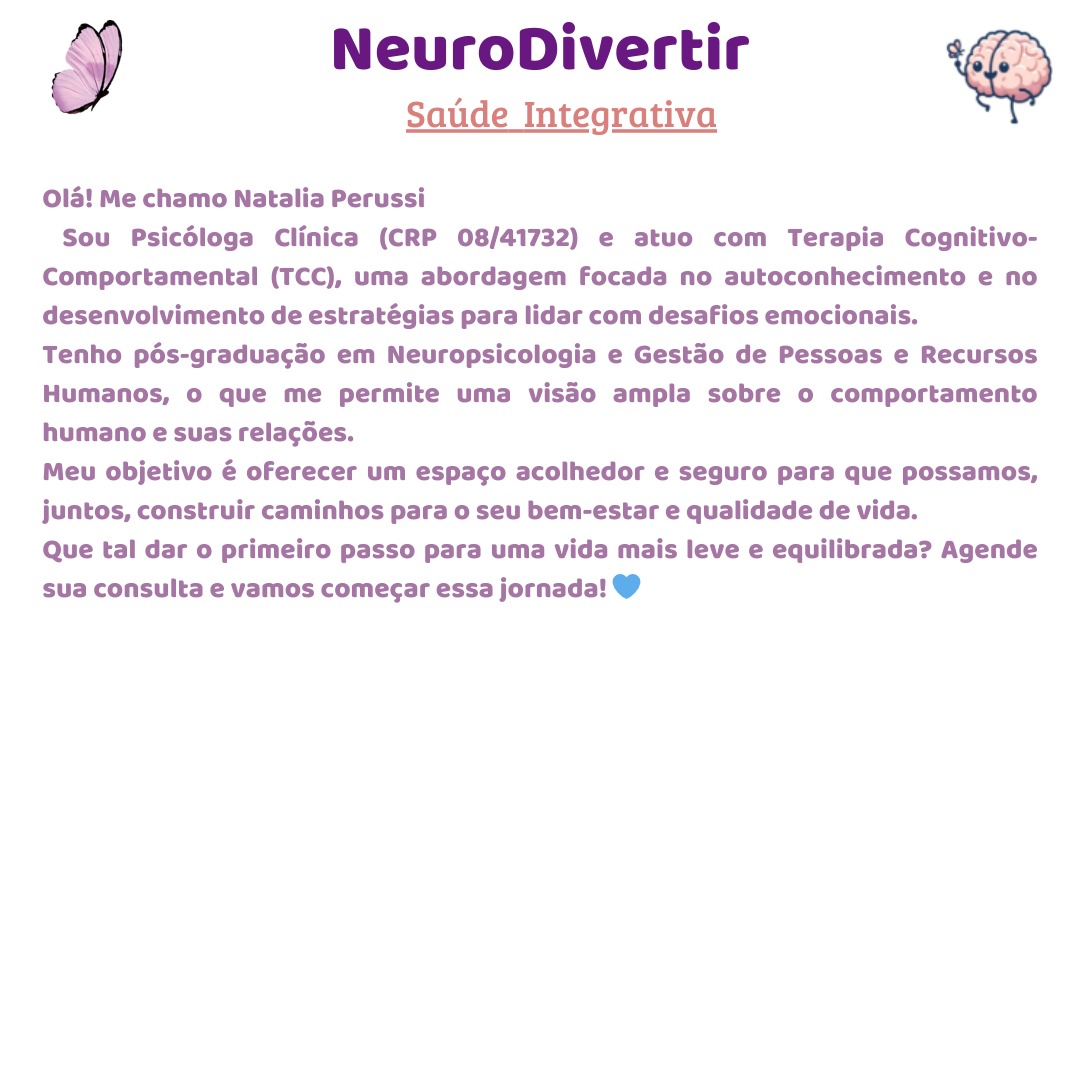 NeuroDivertir
Saúde Integrativa
Olá! Me chamo Natalia Perussi
Sou Psicóloga Clínica (CRP 08/41732) e atuo com Terapia Cognitivo-
Comportamental (TCC), uma abordagem focada no autoconhecimento e no
desenvolvimento de estratégias para lidar com desafios emocionais.
Tenho pós-graduação em Neuropsicologia e Gestão de Pessoas e Recursos
Humanos, o que me permite uma visão ampla sobre o comportamento
humano e suas relações.
Meu objetivo é oferecer um espaço acolhedor e seguro para que possamos,
juntos, construir caminhos para o seu bem-estar e qualidade de vida.
Que tal dar o primeiro passo para uma vida mais leve e equilibrada? Agende
sua consulta e vamos começar essa jornada! 💙